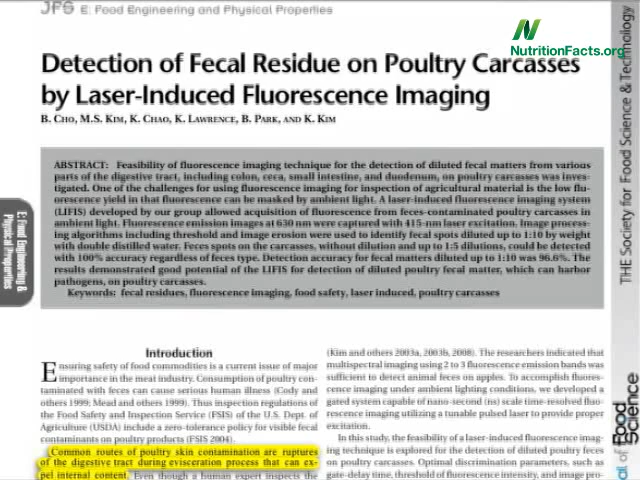 JFS E: Food Engineering and Physical Properties
NutritionFacts.org
Detection of Fecal Residue on Poultry Carcasses
by Laser-Induced Fluorescence Imaging
B. CHO, M.S. KIM, K. CHAO, K. LAWRENCE, B. PARK, AND K. KIM
ABSTRACT: Feasibility of fluorescence imaging technique for the detection of diluted fecal matters from various
parts of the digestive tract, including colon, ceca, small intestine, and duodenum, on poultry carcasses was inves-
tigated. One of the challenges for using fluorescence imaging for inspection of agricultural material is the low flu-
orescence yield in that fluorescence can be masked by ambient light. A laser-induced fluorescence imaging system
(LIFIS) developed by our group allowed acquisition of fluorescence from feces-contaminated poultry carcasses in
ambient light. Fluorescence emission images at 630 nm were captured with 415-nm laser excitation. Image process-
ing algorithms including threshold and image erosion were used to identify fecal spots diluted up to 1:10 by weight
with double distilled water. Feces spots on the carcasses, without dilution and up to 1:5 dilutions, could be detected
with 100% accuracy regardless of feces type. Detection accuracy for fecal matters diluted up to 1:10 was 96.6%. The
results demonstrated good potential of the LIFIS for detection of diluted poultry fecal matter, which can harbor
pathogens, on poultry carcasses.
Keywords: fecal residues, fluorescence imaging, food safety, laser induced, poultry carcasses
Introduction
Ensuring safety of food commodities is a current issue of major
importance in the meat industry. Consumption of poultry con-
taminated with feces can cause serious human illness (Cody and
others 1999; Mead and others 1999). Thus inspection regulations of
the Food Safety and Inspection Service (FSIS) of the U.S. Dept. of
Agriculture (USDA) include a zero-tolerance policy for visible fecal
contaminants on poultry products (FSIS 2004).
Common routes of poultry skin contamination are ruptures
of the digestive tract during evisceration process that can ex-
pel internal content. Even though a human expert inspects the
(Kim and others 2003a, 2003b, 2008). The researchers indicated that
multispectral imaging using 2 to 3 fluorescence emission bands was
sufficient to detect animal feces on apples. To accomplish fluores-
cence imaging under ambient lighting conditions, we developed a
gated system capable of nano-second (ns) scale time-resolved fluo-
rescence imaging utilizing a tunable pulsed laser to provide proper
excitation.
In this study, the feasibility of a laser-induced fluorescence imag-
ing technique is explored for the detection of diluted poultry feces
on poultry carcasses. Optimal discrimination parameters, such as
gate-delay time, threshold of fluorescence intensity, and image pro-
E: Food Engineering &
Physical Properties
THE Society for Food Science & Technology
al of Food
Science